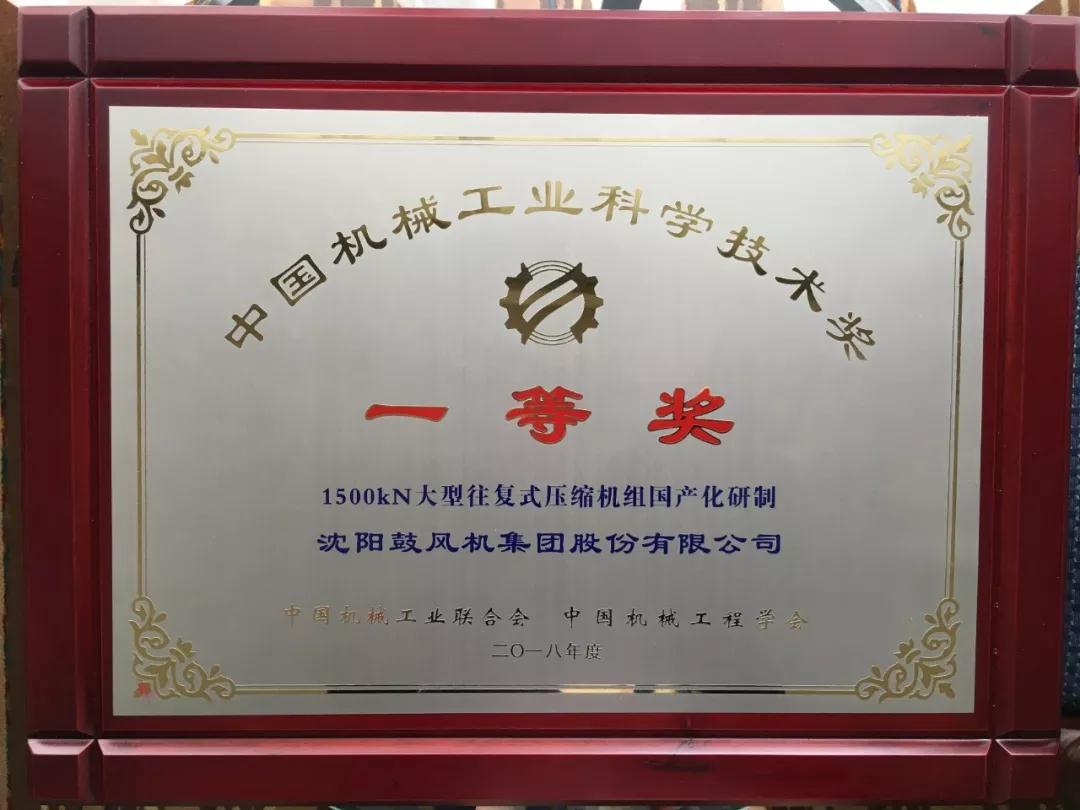 中国机械工业科学技术奖
一等奖
1500kN大型往复式压缩机组国产化研制
沈阳鼓风机集团股份有限公司
中国机械工业联合会 中国机械工程学会
二〇一八年度